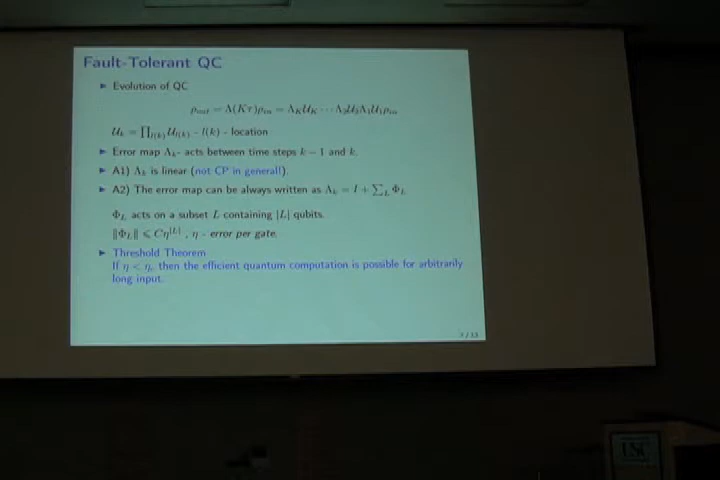 Fault-Tolerant QC
▶ Evolution of QC
ρ_out = Λ(Kτ)ρ_in = Λ_K U_K ··· Λ_2 U_2 Λ_1 U_1 ρ_in
U_k = ∏_{l(k)} U_{l(k)} - l(k) - location
▶ Error map Λ_k- acts between time steps k − 1 and k.
▶ A1) Λ_k is linear (not CP in general!).
▶ A2) The error map can be always written as Λ_k = I + ∑_L Φ_L
Φ_L acts on a subset L containing |L| qubits.
‖Φ_L‖ ⩽ Cη^{|L|} , η - error per gate.
▶ Threshold Theorem
If η < η_c then the efficient quantum computation is possible for arbitrarily
long input.
/ 13
USC